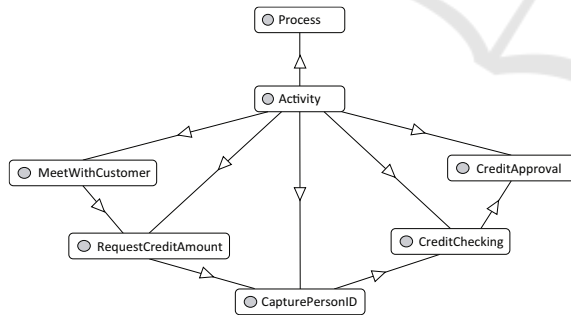 Process
Activity
MeetWithCustomer
CreditApproval
RequestCreditAmount
CreditChecking
CapturePersonID